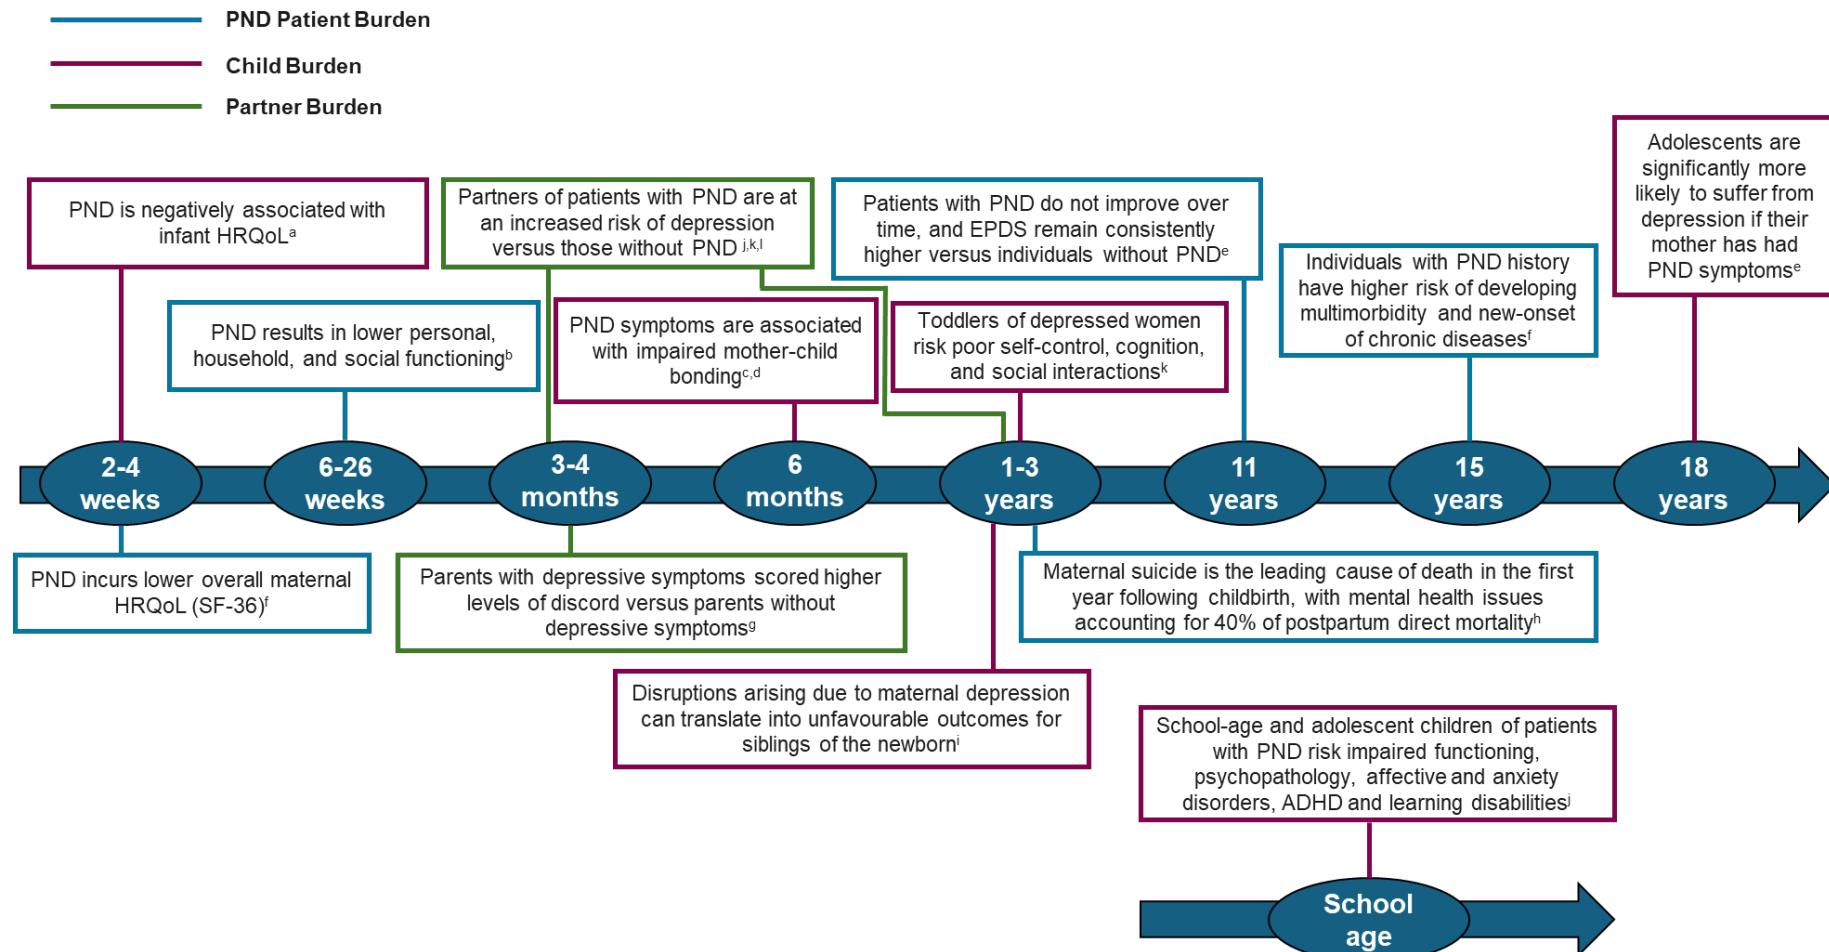 PND Patient Burden
Child Burden
Partner Burden
PND is negatively associated with
infant HRQoLᵃ
Partners of patients with PND are at
an increased risk of depression
versus those without PND ʲ,ᵏ,ˡ
Patients with PND do not improve over
time, and EPDS remain consistently
higher versus individuals without PNDᵉ
Adolescents are
significantly more
likely to suffer from
depression if their
mother has had
PND symptomsᵉ
PND results in lower personal,
household, and social functioningᵇ
PND symptoms are associated
with impaired mother-child
bondingᶜ,ᵈ
Toddlers of depressed women
risk poor self-control, cognition,
and social interactionsᵏ
Individuals with PND history
have higher risk of developing
multimorbidity and new-onset
of chronic diseasesᶠ
2-4
weeks
6-26
weeks
3-4
months
6
months
1-3
years
11
years
15
years
18
years
PND incurs lower overall maternal
HRQoL (SF-36)ᶠ
Parents with depressive symptoms scored higher
levels of discord versus parents without
depressive symptomsᵍ
Maternal suicide is the leading cause of death in the first
year following childbirth, with mental health issues
accounting for 40% of postpartum direct mortalityʰ
Disruptions arising due to maternal depression
can translate into unfavourable outcomes for
siblings of the newbornⁱ
School-age and adolescent children of patients
with PND risk impaired functioning,
psychopathology, affective and anxiety
disorders, ADHD and learning disabilitiesʲ
School
age